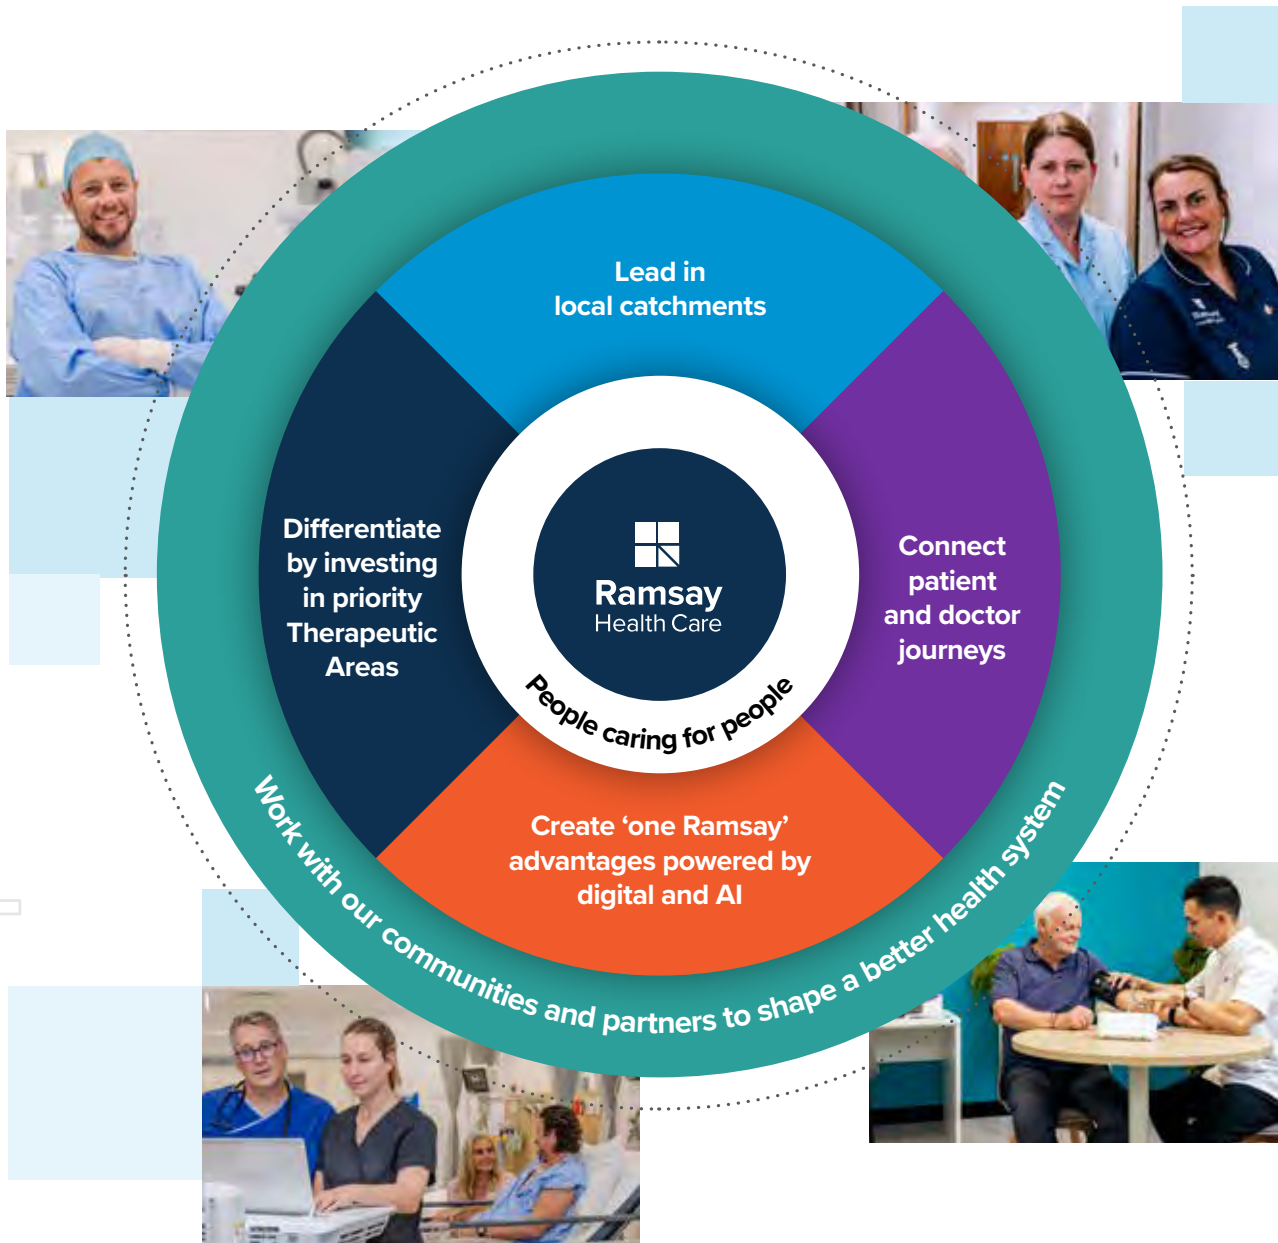 Lead in
local catchments
Differentiate
by investing
in priority
Therapeutic
Areas
Ramsay
Health Care
People caring for people
Connect
patient
and doctor
journeys
Create ‘one Ramsay’
advantages powered by
digital and AI
Work with our communities and partners to shape a better health system